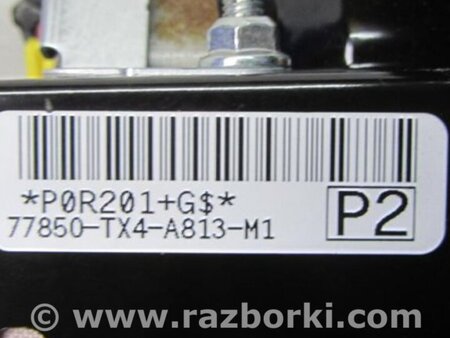 *P0R201+G$*
77850-TX4-A813-M1
P2
www.razborki.com